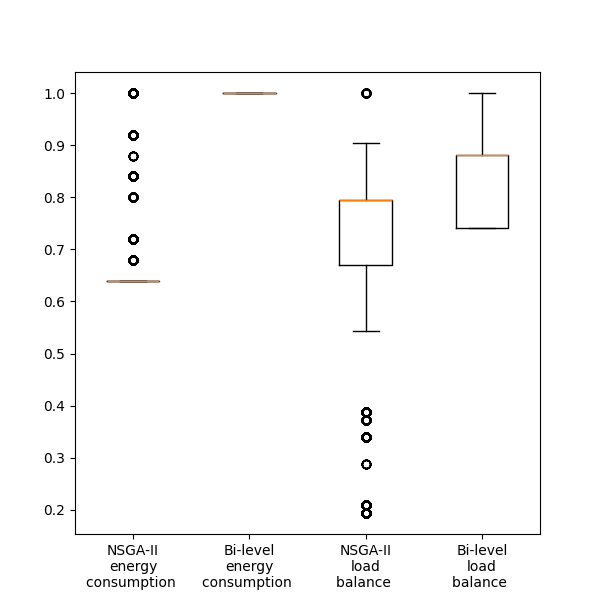 1.0
0.9
0.8
0.7
0.6
0.5
0.4
0.3
0.2
NSGA-II
energy
consumption
Bi-level
energy
consumption
NSGA-II
load
balance
Bi-level
load
balance